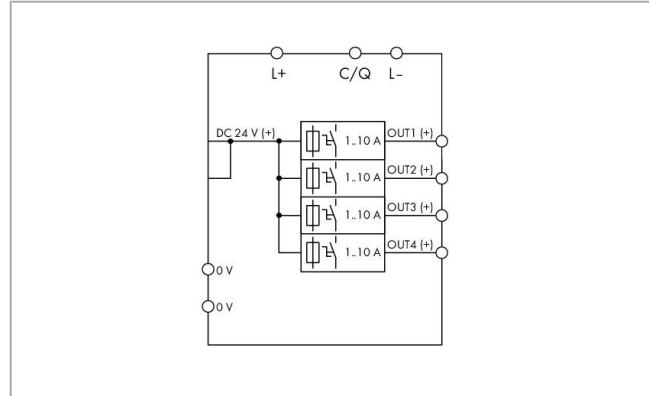 L+ C/Q L–
DC 24 V (+)
1..10 A OUT1 (+)
1..10 A OUT2 (+)
1..10 A OUT3 (+)
1..10 A OUT4 (+)
0 V
0 V